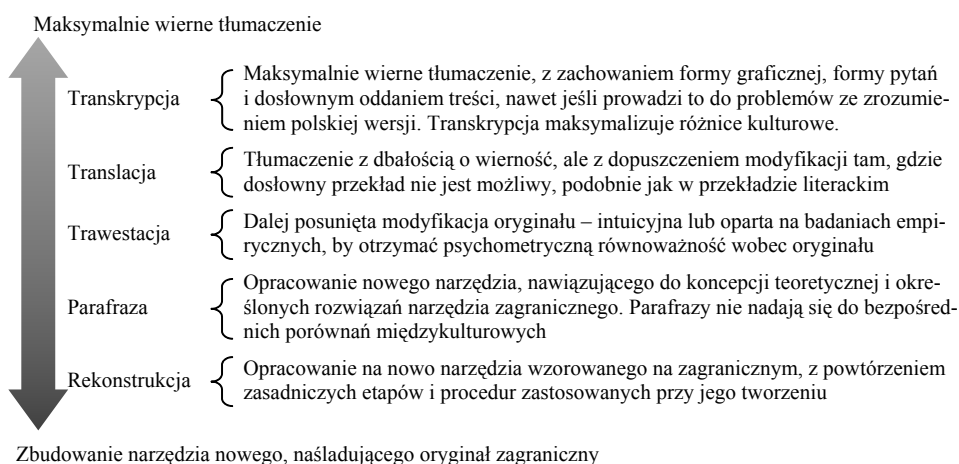 Maksymalnie wierne tłumaczenie
Transkrypcja
Maksymalnie wierne tłumaczenie, z zachowaniem formy graficznej, formy pytań
i dosłownym oddaniem treści, nawet jeśli prowadzi to do problemów ze zrozumie-
niem polskiej wersji. Transkrypcja maksymalizuje różnice kulturowe.
Translacja
Tłumaczenie z dbałością o wierność, ale z dopuszczeniem modyfikacji tam, gdzie
dosłowny przekład nie jest możliwy, podobnie jak w przekładzie literackim
Trawestacja
Dalej posunięta modyfikacja oryginału – intuicyjna lub oparta na badaniach empi-
rycznych, by otrzymać psychometryczną równoważność wobec oryginału
Parafraza
Opracowanie nowego narzędzia, nawiązującego do koncepcji teoretycznej i okre-
ślonych rozwiązań narzędzia zagranicznego. Parafrazy nie nadają się do bezpośred-
nich porównań międzykulturowych
Rekonstrukcja
Opracowanie na nowo narzędzia wzorowanego na zagranicznym, z powtórzeniem
zasadniczych etapów i procedur zastosowanych przy jego tworzeniu
Zbudowanie narzędzia nowego, naśladującego oryginał zagraniczny